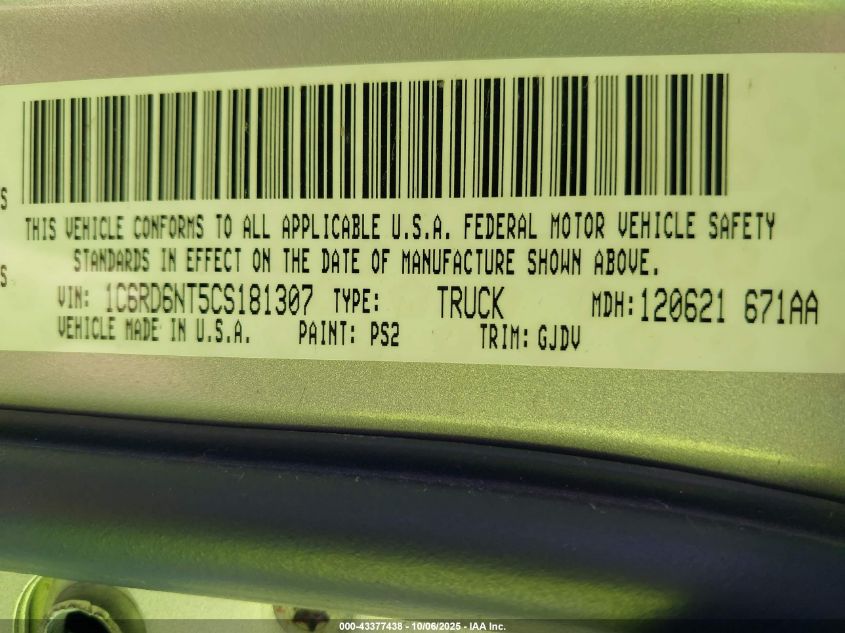 S
THIS VEHICLE CONFORMS TO ALL APPLICABLE U.S.A. FEDERAL MOTOR VEHICLE SAFETY
STANDARDS IN EFFECT ON THE DATE OF MANUFACTURE SHOWN ABOVE.
S
VIN: 1C6RD6NT5CS181307 TYPE: TRUCK MDH: 120621 671AA
VEHICLE MADE IN U.S.A. PAINT: PS2 TRIM: GJDV
000-43377438 - 10/06/2025 - IAA Inc.